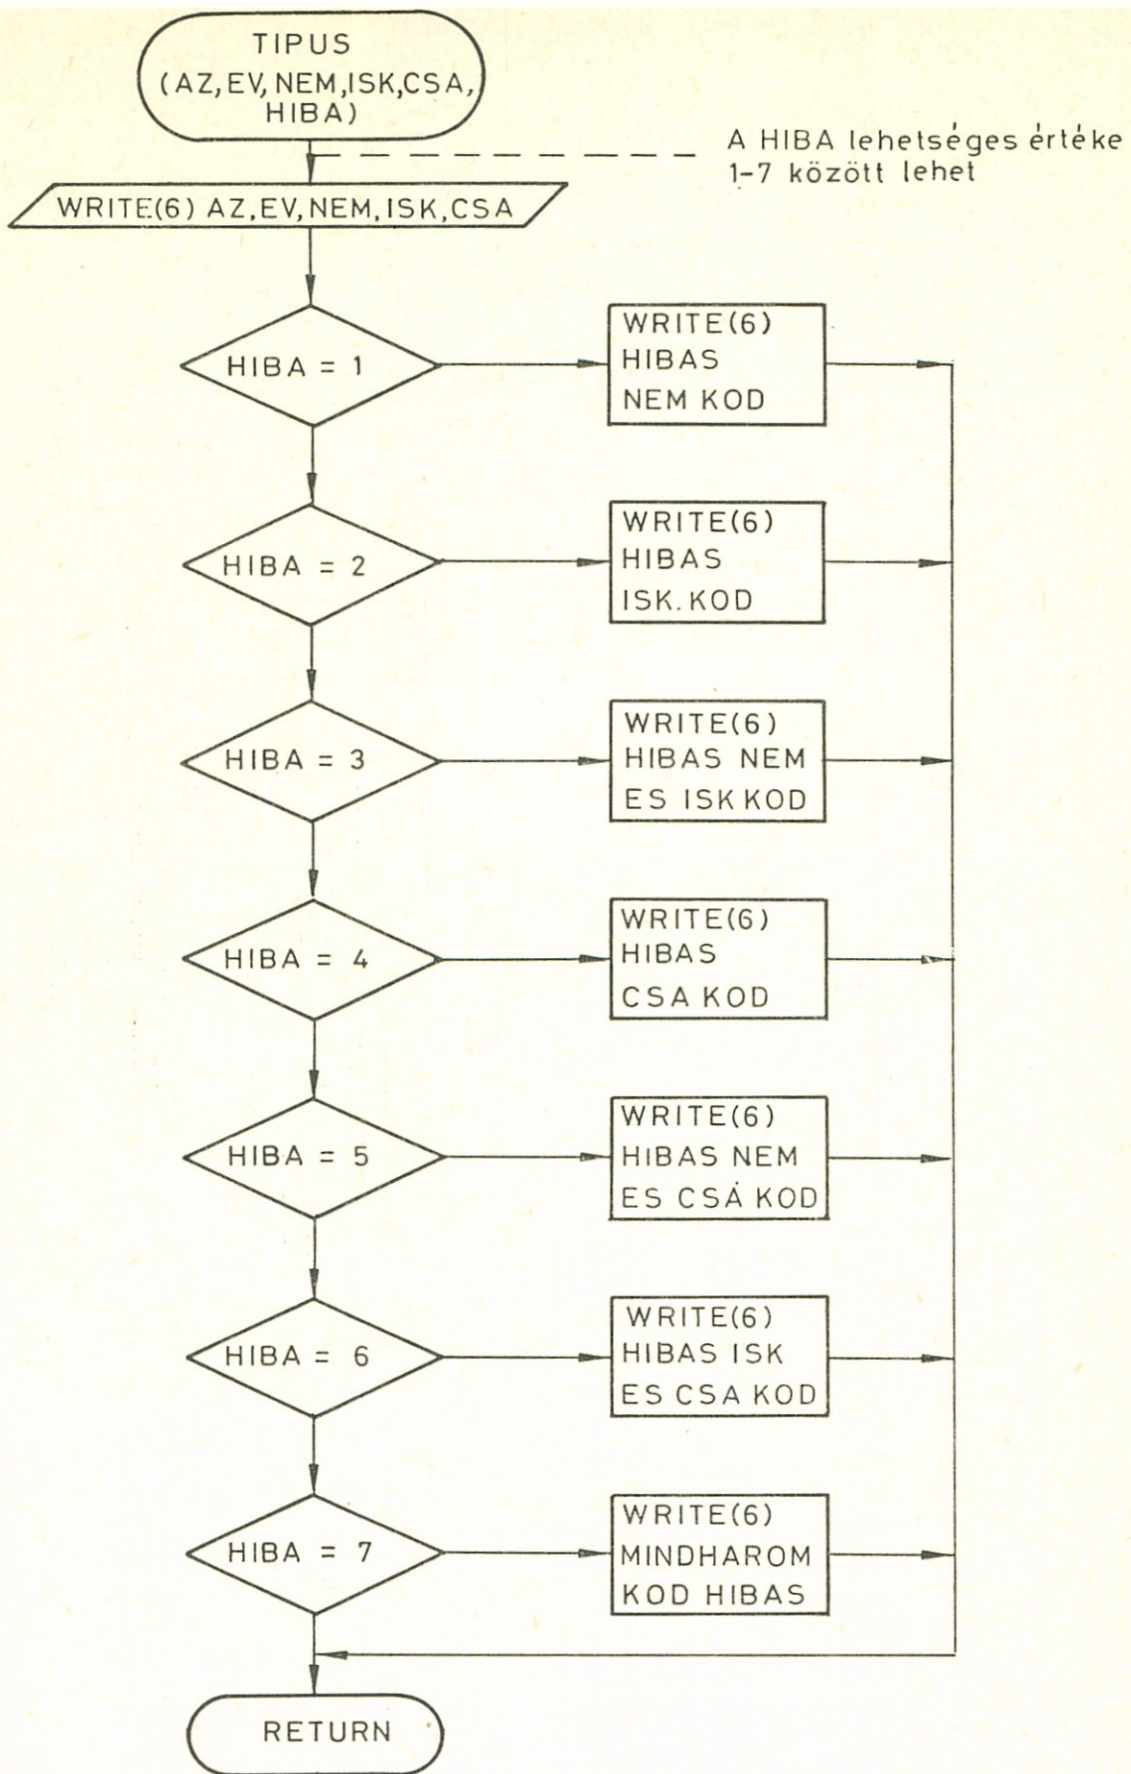 TIPUS
(AZ,EV,NEM,ISK,CSA,
HIBA)
A HIBA lehetséges értéke
1-7 között lehet
WRITE(6) AZ,EV,NEM,ISK,CSA
HIBA = 1
WRITE(6)
HIBAS
NEM KOD
HIBA = 2
WRITE(6)
HIBAS
ISK.KOD
HIBA = 3
WRITE(6)
HIBAS NEM
ES ISK KOD
HIBA = 4
WRITE(6)
HIBAS
CSA KOD
HIBA = 5
WRITE(6)
HIBAS NEM
ES CSÁ KOD
HIBA = 6
WRITE(6)
HIBAS ISK
ES CSA KOD
HIBA = 7
WRITE(6)
MINDHAROM
KOD HIBAS
RETURN